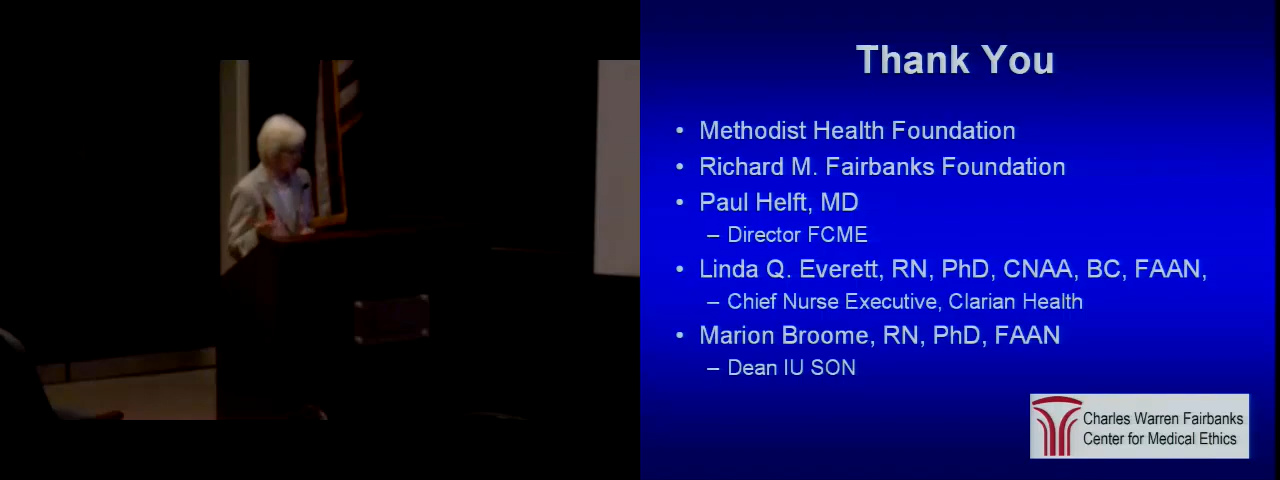 Thank You
• Methodist Health Foundation
• Richard M. Fairbanks Foundation
• Paul Helft, MD
– Director FCME
• Linda Q. Everett, RN, PhD, CNAA, BC, FAAN,
– Chief Nurse Executive, Clarian Health
• Marion Broome, RN, PhD, FAAN
– Dean IU SON
Charles Warren Fairbanks
Center for Medical Ethics